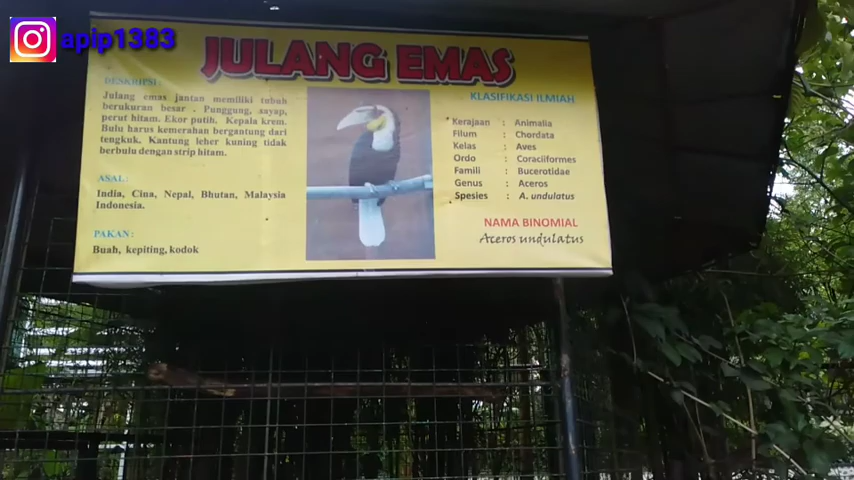 apip1383
JULANG EMAS
DESKRIPSI :
Julang emas jantan memiliki tubuh
berukuran besar . Punggung, sayap,
perut hitam. Ekor putih. Kepala krem.
Bulu harus kemerahan bergantung dari
tengkuk. Kantung leher kuning tidak
berbulu dengan strip hitam.
ASAL:
India, Cina, Nepal, Bhutan, Malaysia
Indonesia.
PAKAN:
Buah, kepiting, kodok
KLASIFIKASI ILMIAH
Kerajaan : Animalia
Filum : Chordata
Kelas : Aves
Ordo : Coraciiformes
Famili : Bucerotidae
Genus : Aceros
Spesies : A. undulatus
NAMA BINOMIAL
Aceros undulatus